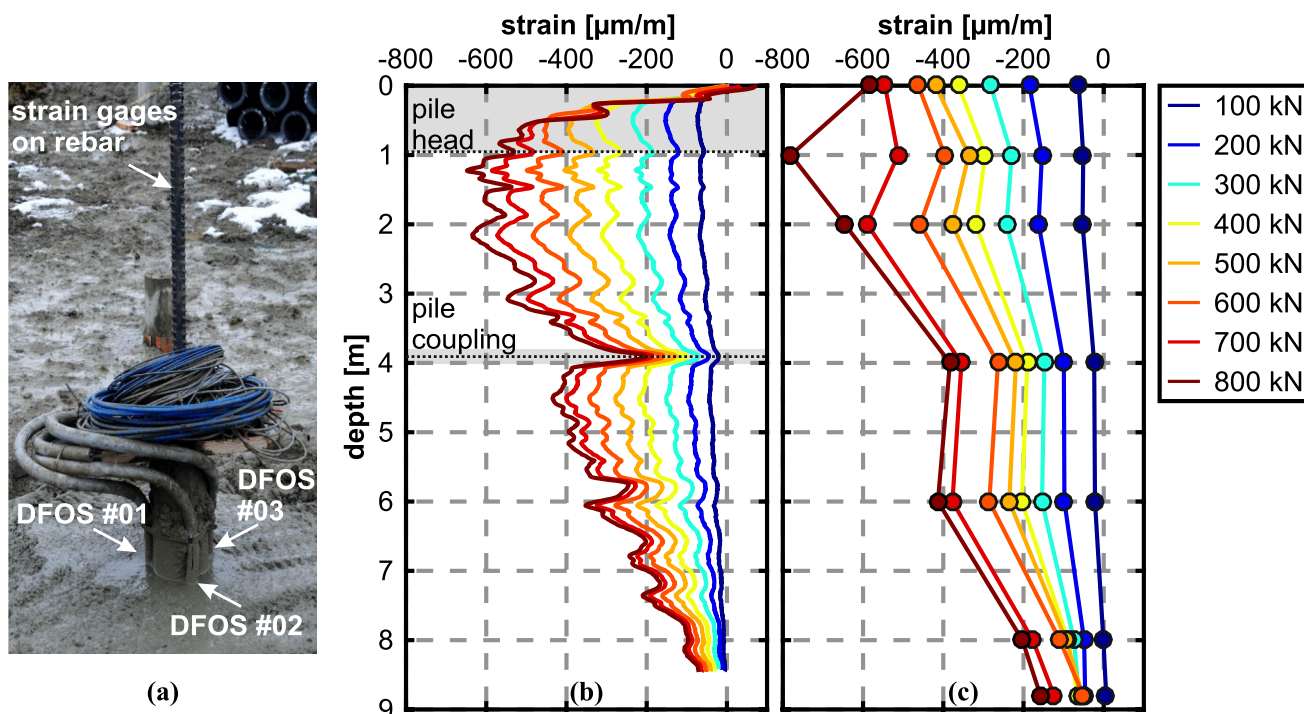 strain gages
on rebar
DFOS #01
DFOS
#03
DFOS #02
(a)
strain [µm/m]
-800 -600 -400 -200 0
depth [m]
0
1
2
3
4
5
6
7
8
9
pile
head
pile
coupling
(b)
strain [µm/m]
-800 -600 -400 -200 0
(c)
100 kN
200 kN
300 kN
400 kN
500 kN
600 kN
700 kN
800 kN